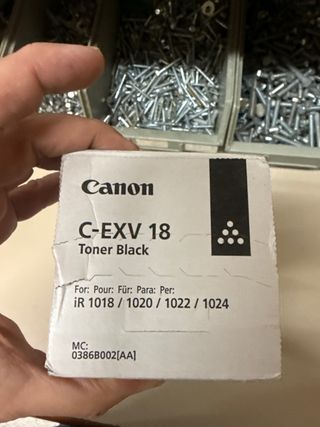 Canon
C-EXV 18
Toner Black
For: Pour: Für: Para: Per:
iR 1018 / 1020 / 1022 / 1024
MC:
0386B002[AA]